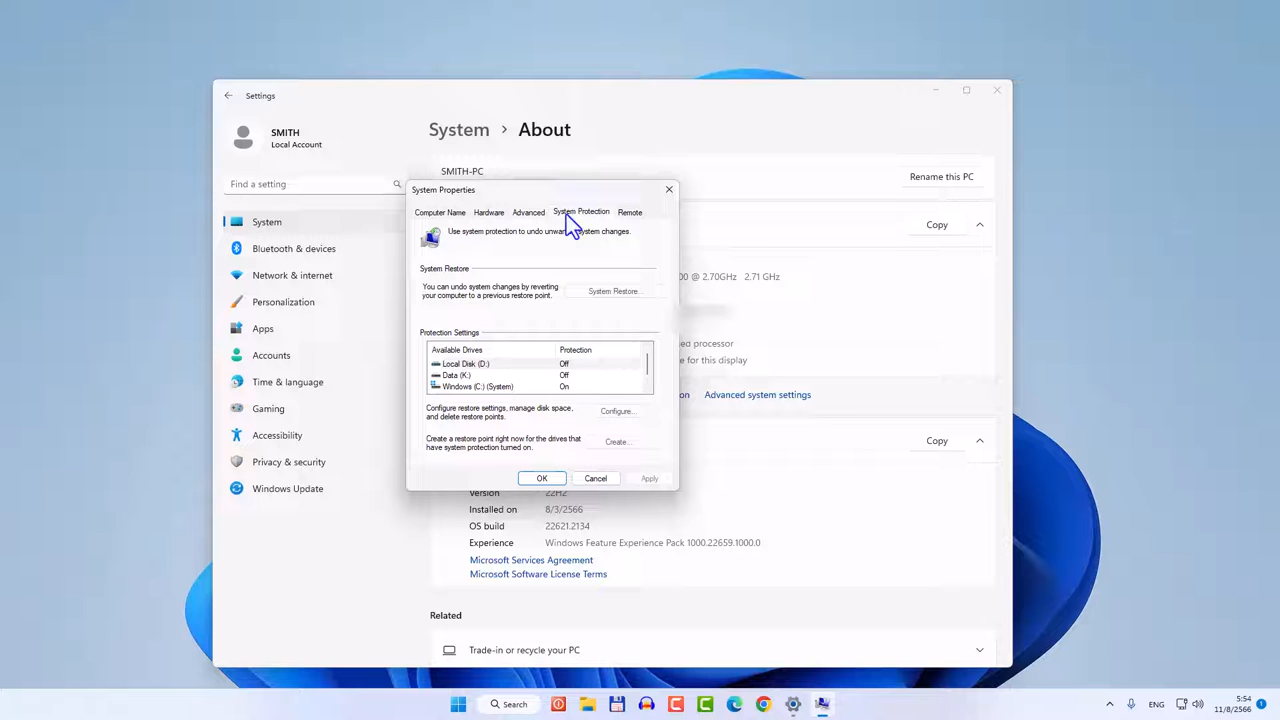 Settings
SMITH
Local Account
Find a setting
System
Bluetooth & devices
Network & internet
Personalization
Apps
Accounts
Time & language
Gaming
Accessibility
Privacy & security
Windows Update
System > About
SMITH-PC
Rename this PC
Copy
00 @ 2.70GHz 2.71 GHz
ed processor
e for this display
on Advanced system settings
Copy
System Properties
Computer Name Hardware Advanced System Protection Remote
Use system protection to undo unwanted system changes.
System Restore
You can undo system changes by reverting
your computer to a previous restore point.
System Restore...
Protection Settings
Available Drives Protection
Local Disk (D:) Off
Data (K:) Off
Windows (C:) (System) On
Configure restore settings, manage disk space,
and delete restore points.
Configure...
Create a restore point right now for the drives that
have system protection turned on.
Create...
OK Cancel Apply
Version 22H2
Installed on 8/3/2566
OS build 22621.2134
Experience Windows Feature Experience Pack 1000.22659.1000.0
Microsoft Services Agreement
Microsoft Software License Terms
Related
Trade-in or recycle your PC
Search
ENG
5:54
11/8/2566
1